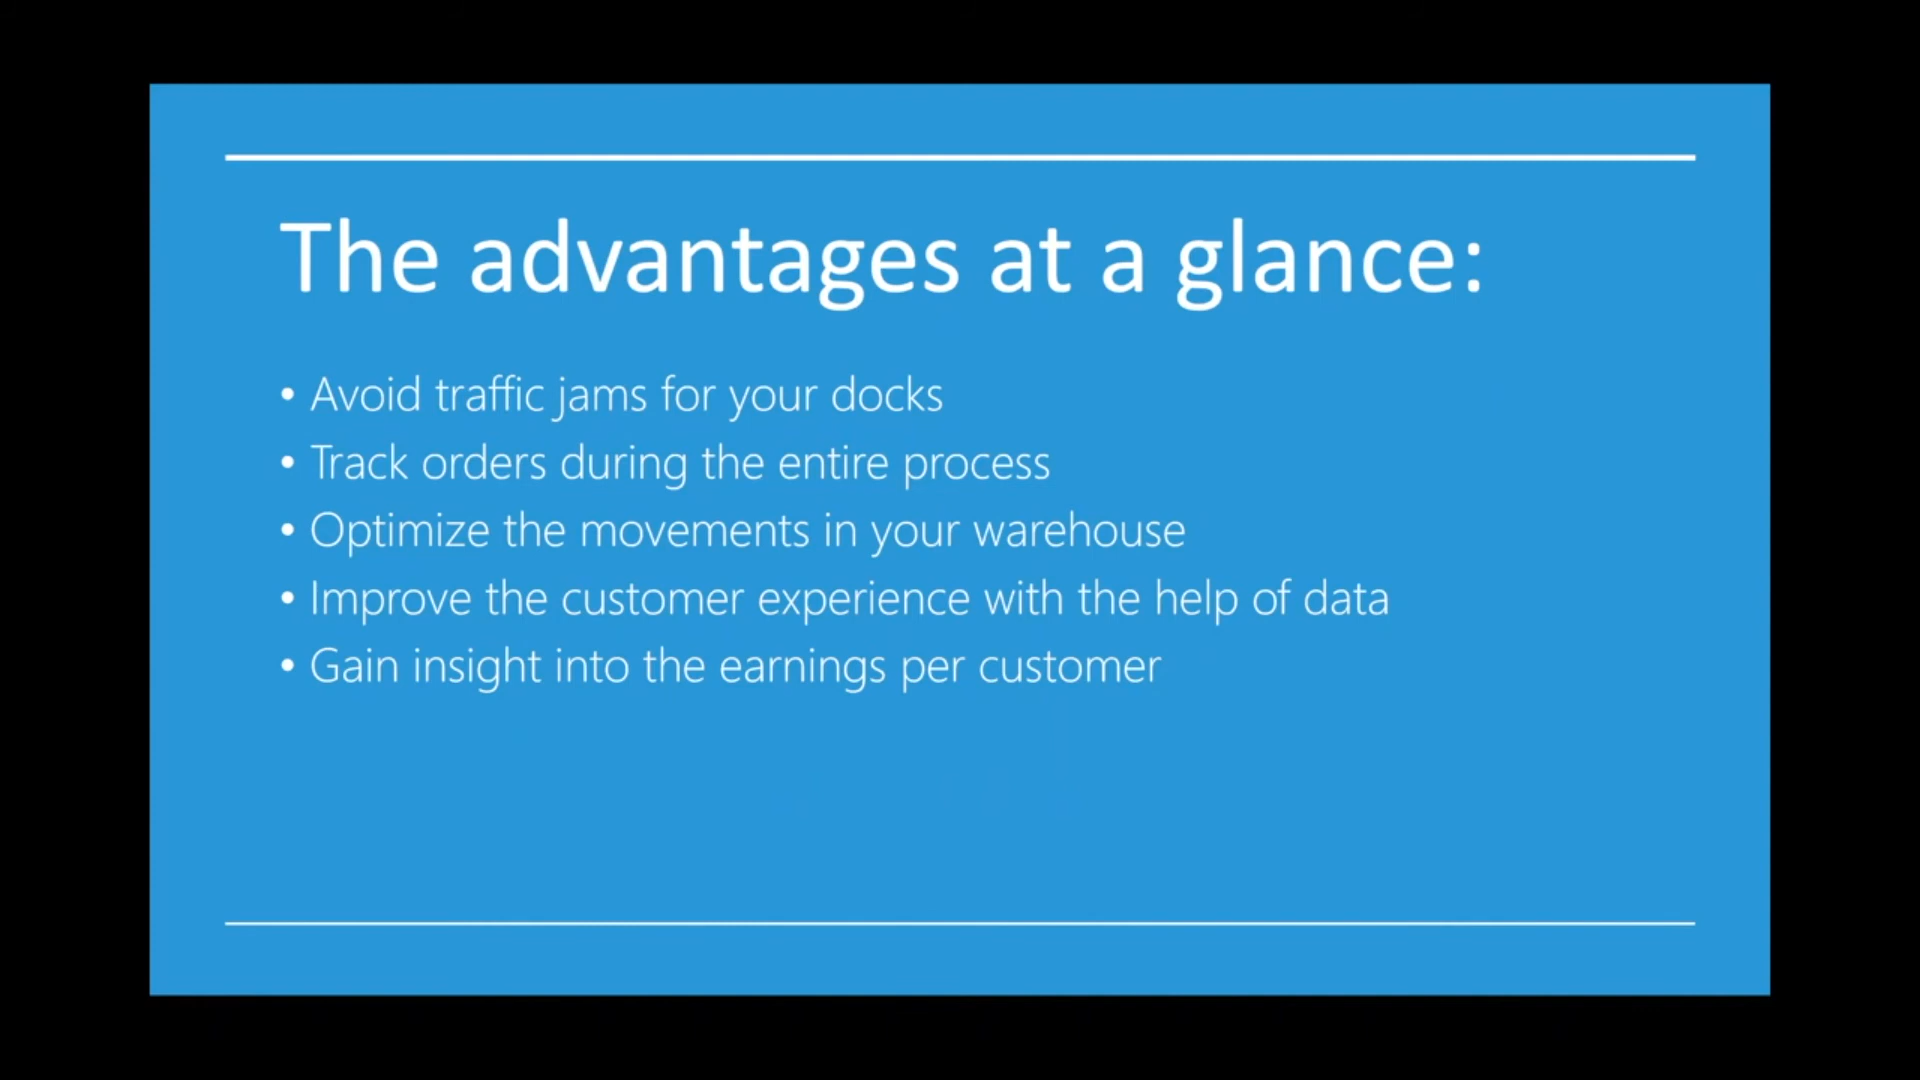 The advantages at a glance:
• Avoid traffic jams for your docks
• Track orders during the entire process
• Optimize the movements in your warehouse
• Improve the customer experience with the help of data
• Gain insight into the earnings per customer